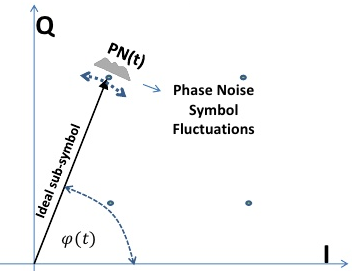 Q
PN(t)
Phase Noise
Symbol
Fluctuations
Ideal sub-symbol
φ(t)
I